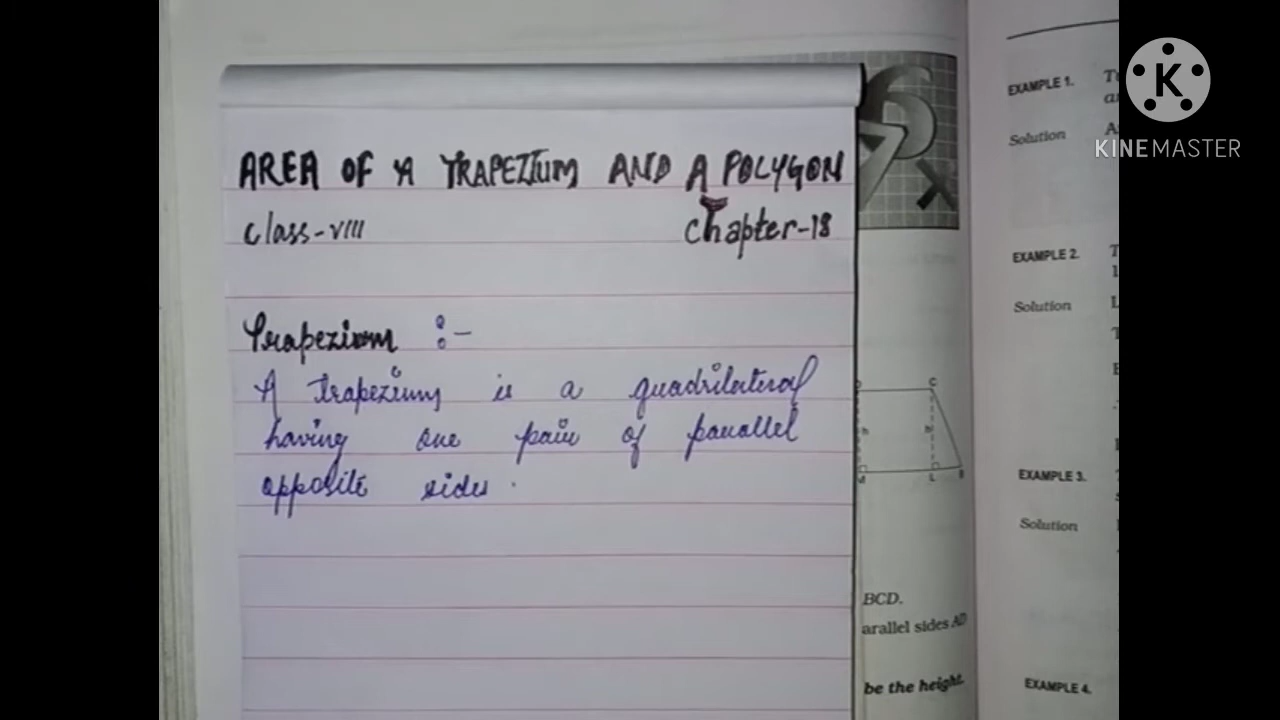 AREA OF A TRAPEZIUM AND A POLYGON
Class-VIII
Chapter-18
Trapezium :-
A trapezium is a quadrilateral
having one pair of parallel
opposite sides.
C
h
h
M
L
B
BCD.
arallel sides AD
be the height.
EXAMPLE 1.
Solution
EXAMPLE 2.
Solution
EXAMPLE 3.
Solution
EXAMPLE 4.
K
KINEMASTER